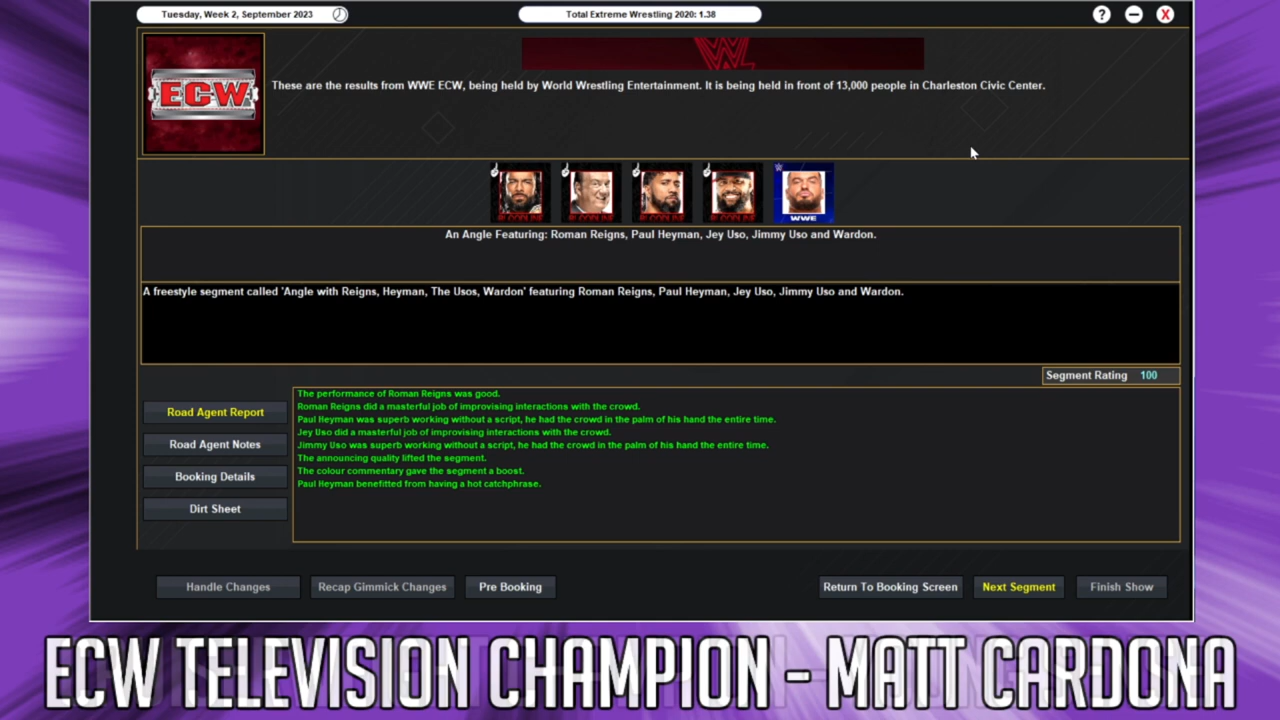 Tuesday, Week 2, September 2023
Total Extreme Wrestling 2020: 1.38
?
X
ECW
W
These are the results from WWE ECW, being held by World Wrestling Entertainment. It is being held in front of 13,000 people in Charleston Civic Center.
WWE
An Angle Featuring: Roman Reigns, Paul Heyman, Jey Uso, Jimmy Uso and Wardon.
A freestyle segment called 'Angle with Reigns, Heyman, The Usos, Wardon' featuring Roman Reigns, Paul Heyman, Jey Uso, Jimmy Uso and Wardon.
Segment Rating 100
Road Agent Report
Road Agent Notes
Booking Details
Dirt Sheet
The performance of Roman Reigns was good.
Roman Reigns did a masterful job of improvising interactions with the crowd.
Paul Heyman was superb working without a script, he had the crowd in the palm of his hand the entire time.
Jey Uso did a masterful job of improvising interactions with the crowd.
Jimmy Uso was superb working without a script, he had the crowd in the palm of his hand the entire time.
The announcing quality lifted the segment.
The colour commentary gave the segment a boost.
Paul Heyman benefitted from having a hot catchphrase.
Handle Changes
Recap Gimmick Changes
Pre Booking
Return To Booking Screen
Next Segment
Finish Show
ECW TELEVISION CHAMPION - MATT CARDONA